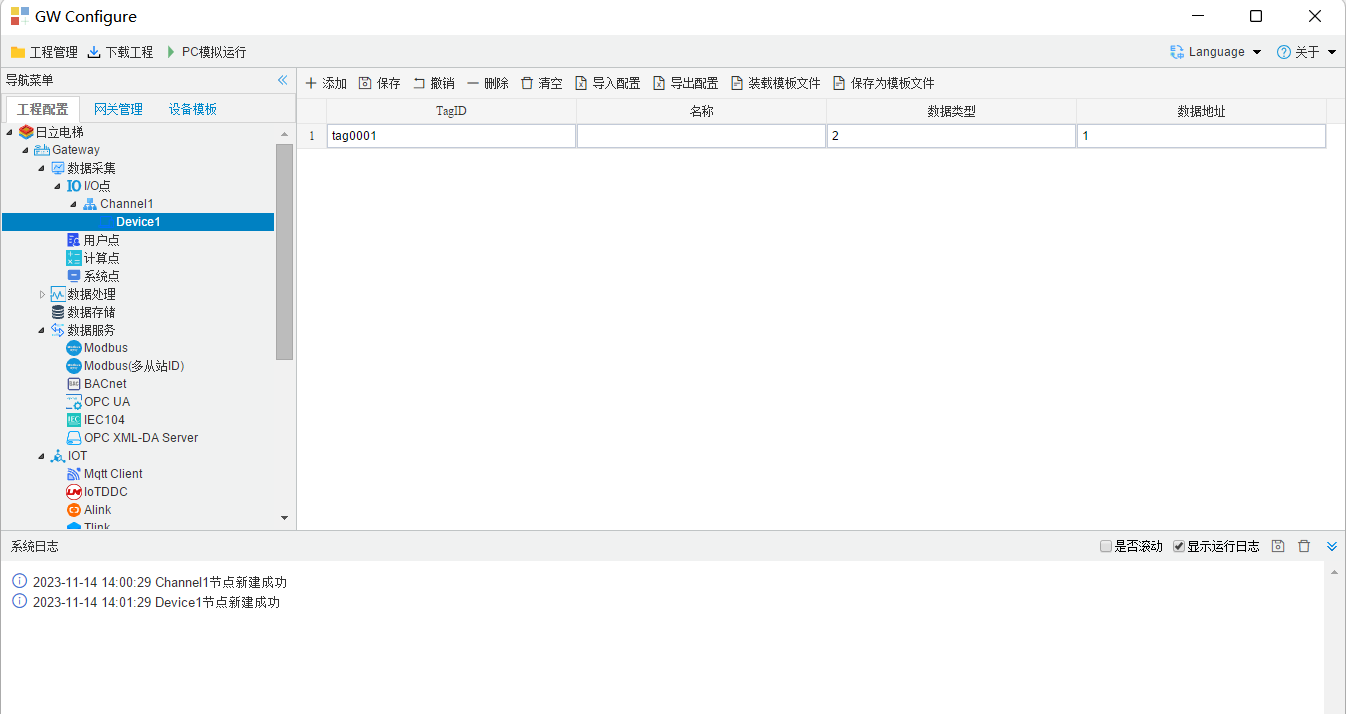 GW Configure
工程管理 下载工程 PC模拟运行 Language 关于
导航菜单
工程配置 网关管理 设备模板
日立电梯
Gateway
数据采集
I/O点
Channel1
Device1
用户点
计算点
系统点
数据处理
数据存储
数据服务
Modbus
Modbus(多从站ID)
BACnet
OPC UA
IEC104
OPC XML-DA Server
IOT
Mqtt Client
IoTDDC
Alink
Tlink
添加 保存 撤销 删除 清空 导入配置 导出配置 装载模板文件 保存为模板文件
TagID 名称 数据类型 数据地址
1 tag0001 2 1
系统日志 是否滚动 显示运行日志
2023-11-14 14:00:29 Channel1节点新建成功
2023-11-14 14:01:29 Device1节点新建成功